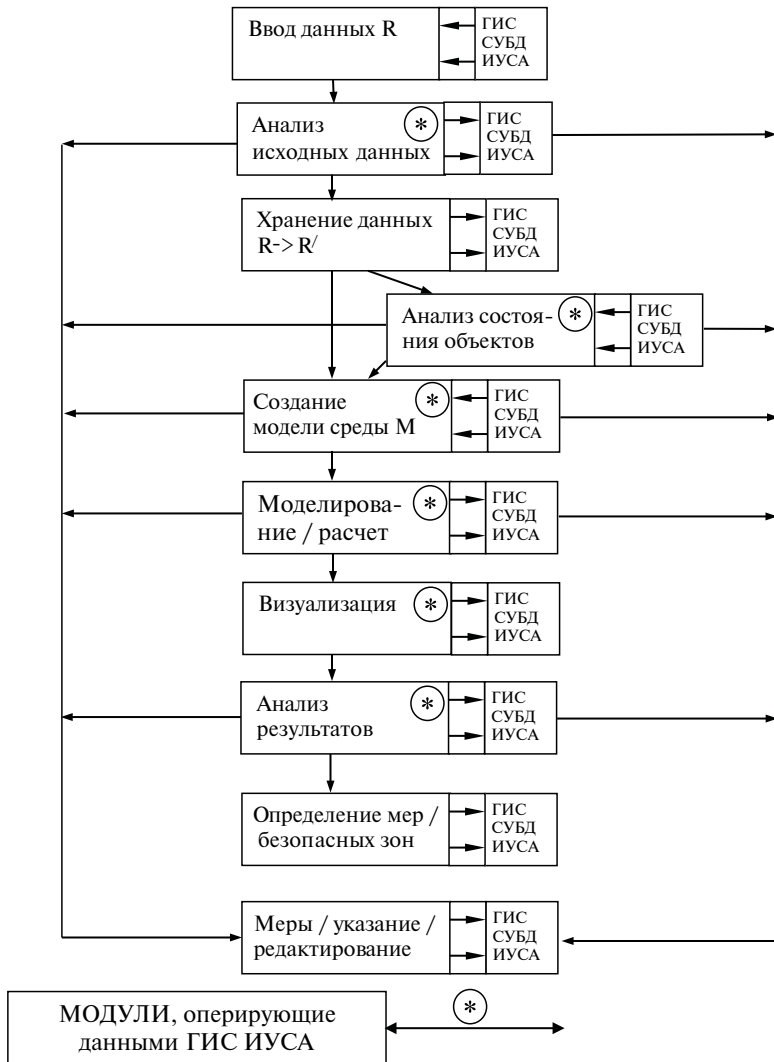 Ввод данных R
ГИС
СУБД
ИУСА
Анализ
исходных данных
*
ГИС
СУБД
ИУСА
Хранение данных
R-> R/
ГИС
СУБД
ИУСА
Анализ состоя-
ния объектов
*
ГИС
СУБД
ИУСА
Создание
модели среды М
*
ГИС
СУБД
ИУСА
Моделирова-
ние / расчет
*
ГИС
СУБД
ИУСА
Визуализация
*
ГИС
СУБД
ИУСА
Анализ
результатов
*
ГИС
СУБД
ИУСА
Определение мер /
безопасных зон
ГИС
СУБД
ИУСА
Меры / указание /
редактирование
ГИС
СУБД
ИУСА
МОДУЛИ, оперирующие
данными ГИС ИУСА
*